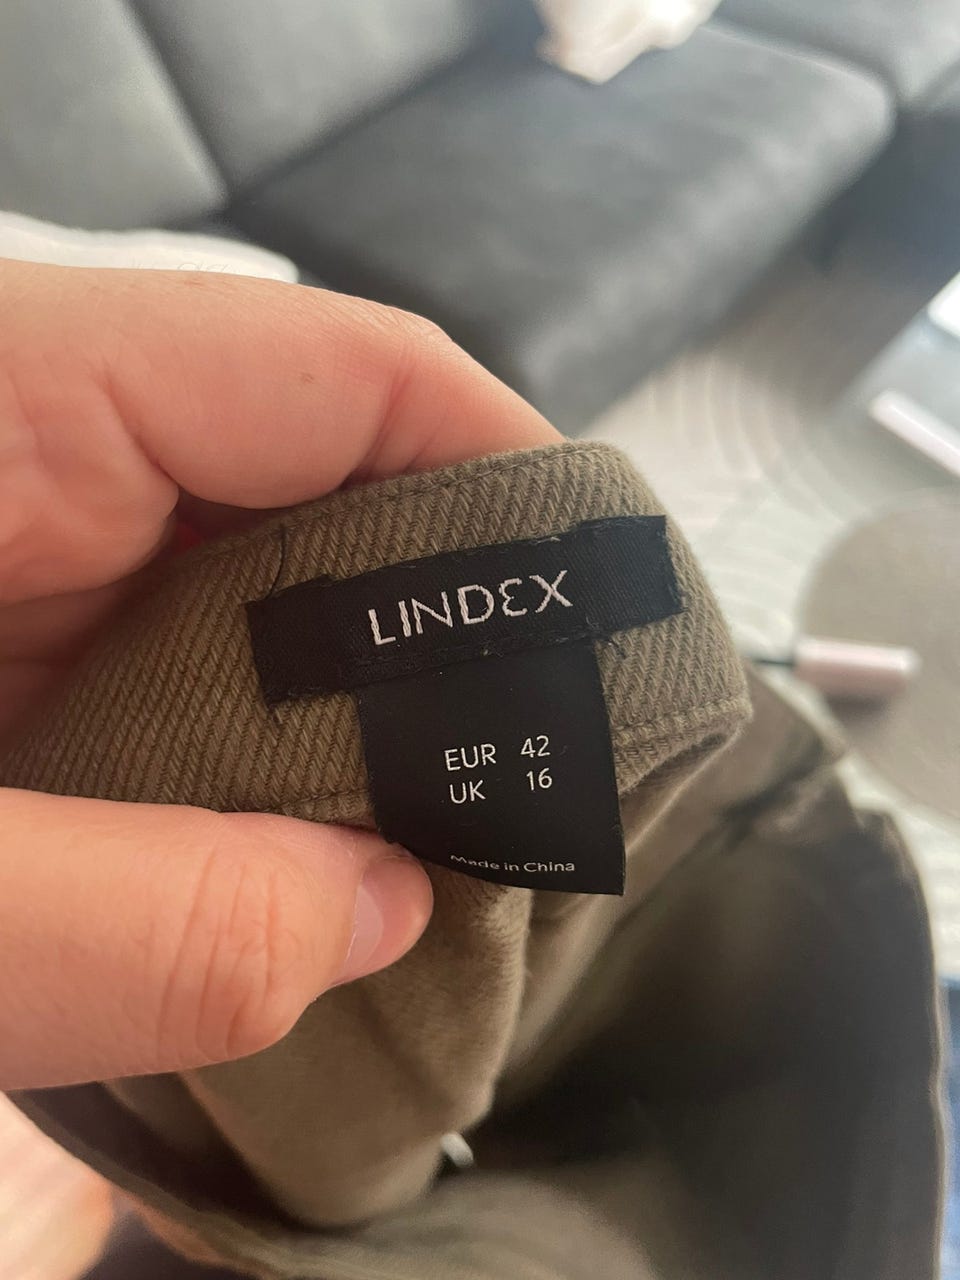 LINDEX
EUR 42
UK 16
Made in China